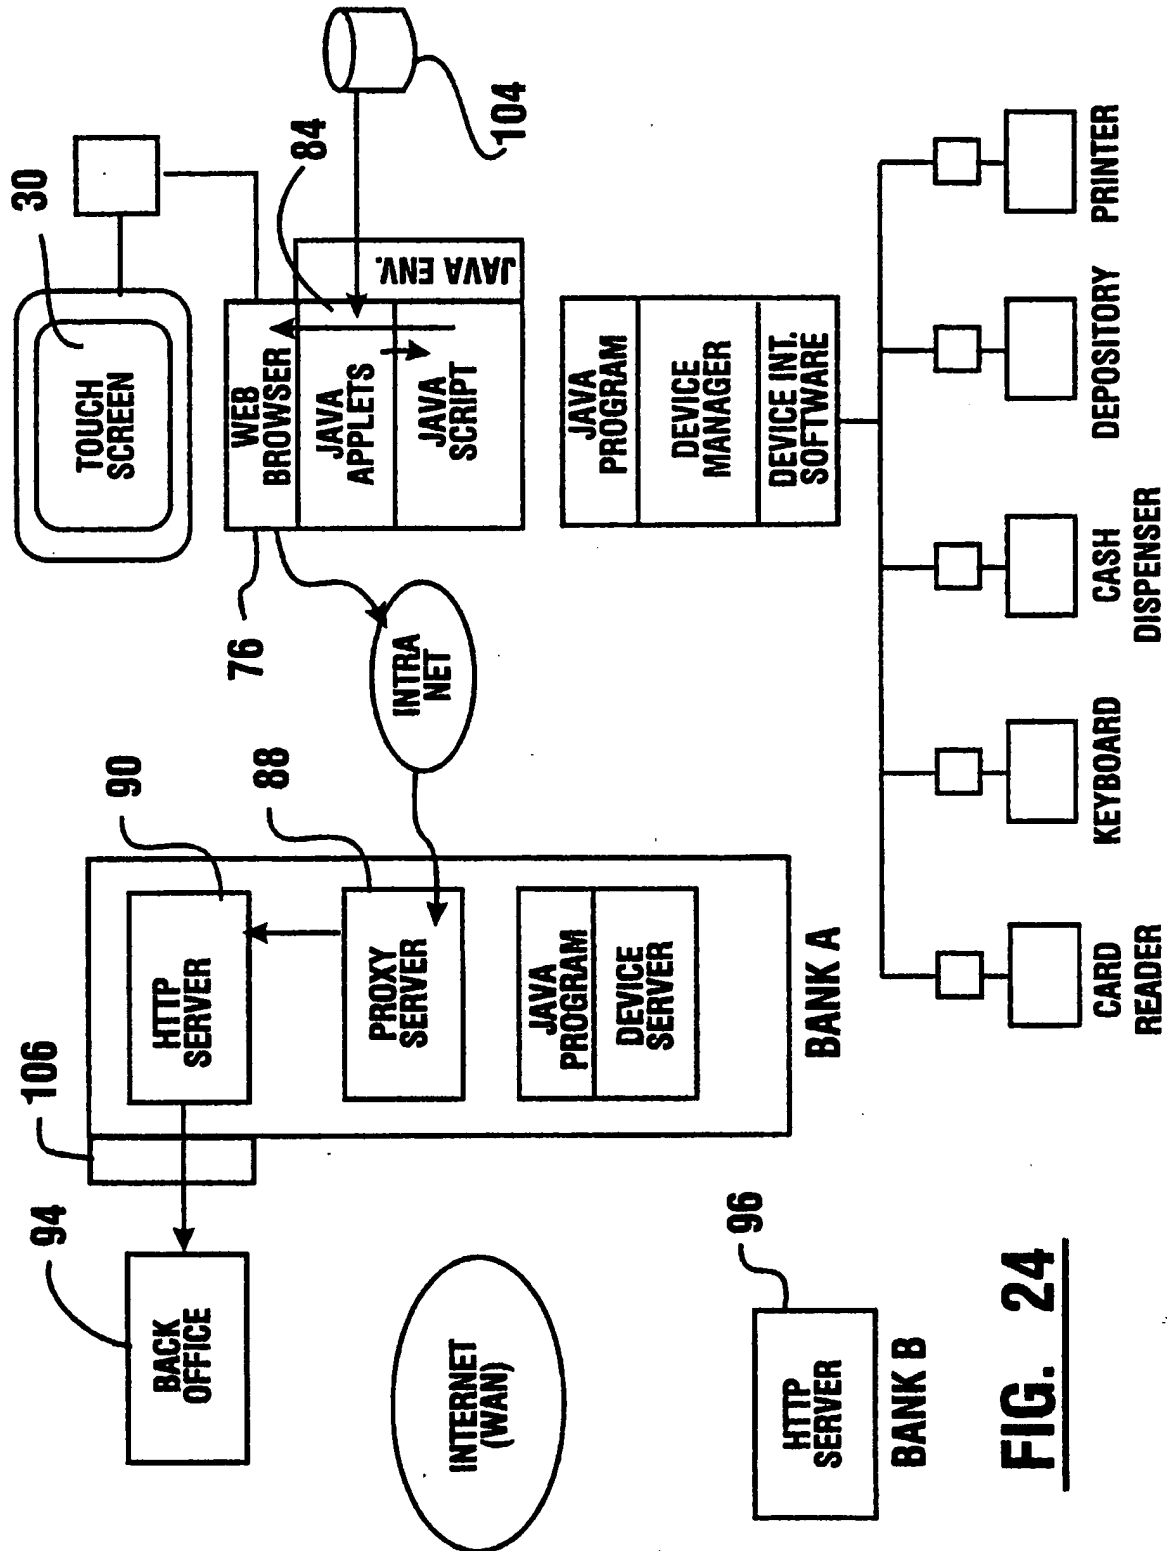 30
TOUCH
SCREEN
WEB
BROWSER
JAVA
APPLETS
JAVA
SCRIPT
JAVA ENV.
84
104
76
INTRA
NET
JAVA
PROGRAM
DEVICE
MANAGER
DEVICE INT.
SOFTWARE
90
HTTP
SERVER
88
PROXY
SERVER
JAVA
PROGRAM
DEVICE
SERVER
BANK A
106
94
BACK
OFFICE
INTERNET
(WAN)
96
HTTP
SERVER
BANK B
CARD
READER
KEYBOARD
CASH
DISPENSER
DEPOSITORY
PRINTER
FIG. 24